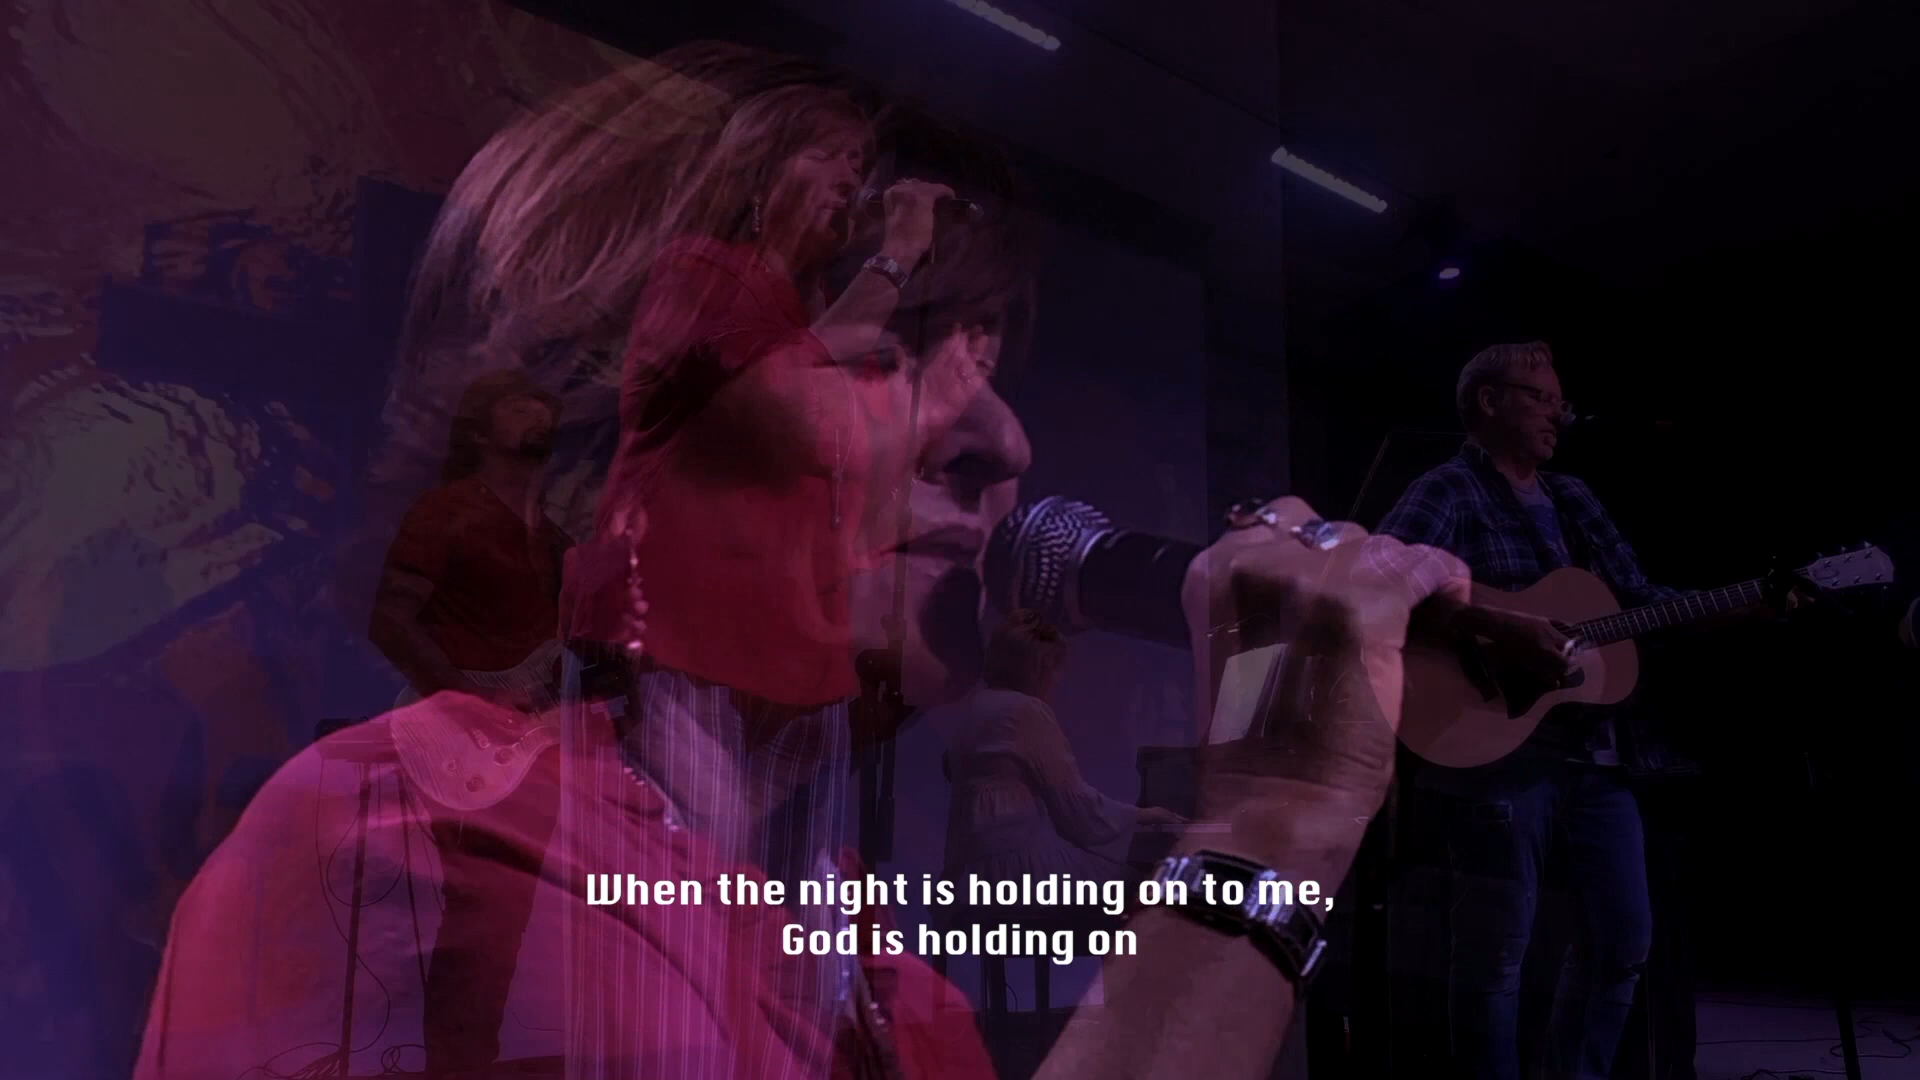 When the night is holding on to me,
God is holding on